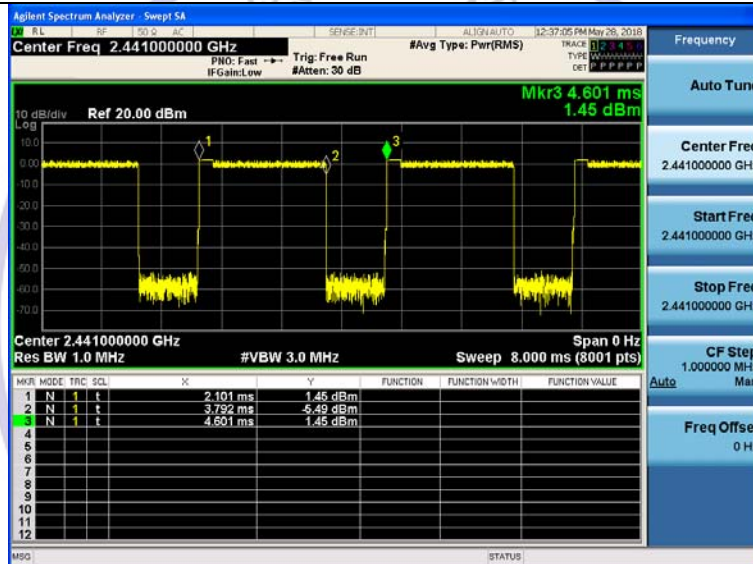 Agilent Spectrum Analyzer - Swept SA
RL RF 50 Ω AC SENSE:INT ALIGNAUTO 12:37:05 PM May 28, 2018
Center Freq 2.441000000 GHz #Avg Type: Pwr(RMS) TRACE 1 2 3 4 5 6
PNO: Fast Trig: Free Run TYPE
IFGain:Low #Atten: 30 dB DET P P P P P P
Mkr3 4.601 ms
1.45 dBm
10 dB/div Ref 20.00 dBm
Log
10.0
0.00
-10.0
-20.0
-30.0
-40.0
-50.0
-60.0
-70.0
1
2
3
Center 2.441000000 GHz Span 0 Hz
Res BW 1.0 MHz #VBW 3.0 MHz Sweep 8.000 ms (8001 pts)
MKR MODE TRC SCL X Y FUNCTION FUNCTION WIDTH FUNCTION VALUE
1 N 1 t 2.101 ms 1.45 dBm
2 N 1 t 3.792 ms -5.49 dBm
3 N 1 t 4.601 ms 1.45 dBm
4
5
6
7
8
9
10
11
12
MSG STATUS
Frequency
Auto Tun
Center Fre
2.441000000 GH
Start Fre
2.441000000 GH
Stop Fre
2.441000000 GH
CF Step
1.000000 MH
Auto Ma
Freq Offse
0 H